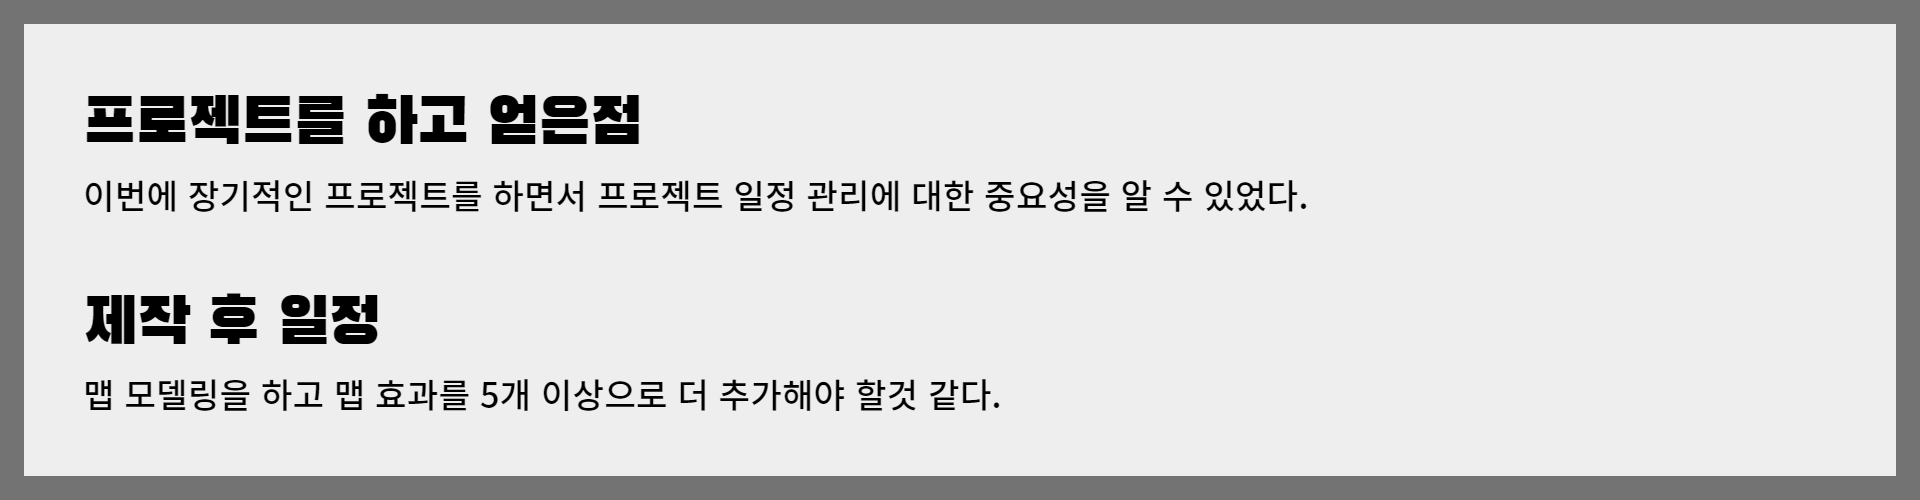 프로젝트를 하고 얻은점
이번에 장기적인 프로젝트를 하면서 프로젝트 일정 관리에 대한 중요성을 알 수 있었다.
제작 후 일정
맵 모델링을 하고 맵 효과를 5개 이상으로 더 추가해야 할것 같다.